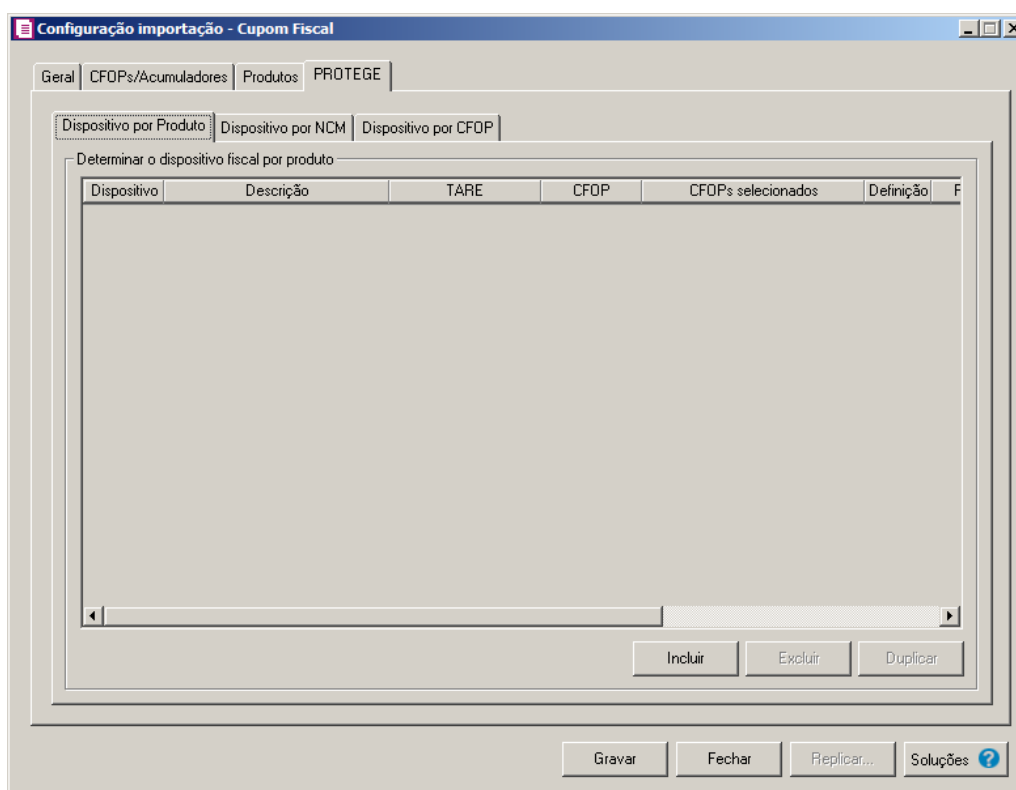 Configuração importação - Cupom Fiscal
Geral CFOPs/Acumuladores Produtos PROTEGE
Dispositivo por Produto Dispositivo por NCM Dispositivo por CFOP
Determinar o dispositivo fiscal por produto
Dispositivo Descrição TARE CFOP CFOPs selecionados Definição
Incluir Excluir Duplicar
Gravar Fechar Replicar... Soluções ?